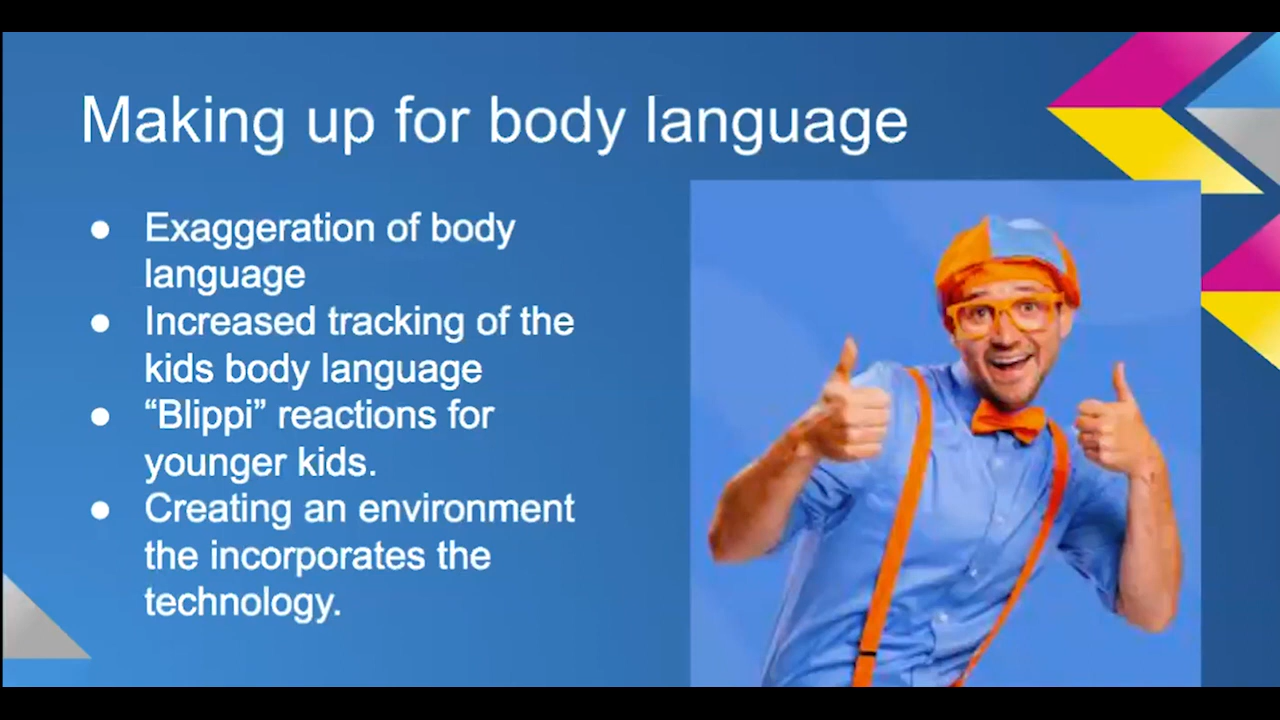 Making up for body language
● Exaggeration of body
language
● Increased tracking of the
kids body language
● “Blippi” reactions for
younger kids.
● Creating an environment
the incorporates the
technology.